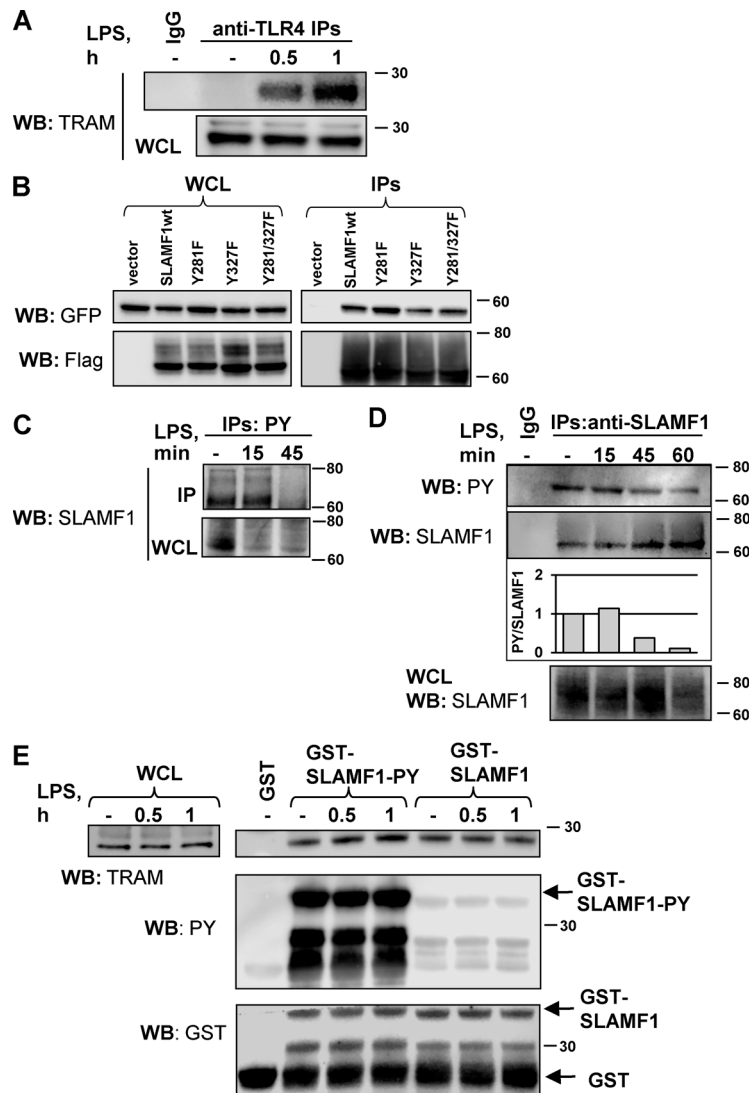 A
LPS, h
IgG
anti-TLR4 IPs
- - 0.5 1
WB: TRAM
30
WCL
30
B
WCL
IPs
vector
SLAMF1wt
Y281F
Y327F
Y281/327F
vector
SLAMF1wt
Y281F
Y327F
Y281/327F
WB: GFP
60
WB: Flag
80
60
C
IPs: PY
LPS, min
- 15 45
WB: SLAMF1
IP
80
60
WCL
80
60
D
IgG
IPs:anti-SLAMF1
LPS, min
- - 15 45 60
WB: PY
80
60
WB: SLAMF1
80
60
PY/SLAMF1
2
1
0
WCL
WB: SLAMF1
80
60
E
WCL
GST
GST-
SLAMF1-PY
GST-
SLAMF1
LPS, h
- 0.5 1
- - 0.5 1 - 0.5 1
WB: TRAM
30
WB: PY
GST-
SLAMF1-PY
30
WB: GST
GST-
SLAMF1
30
GST